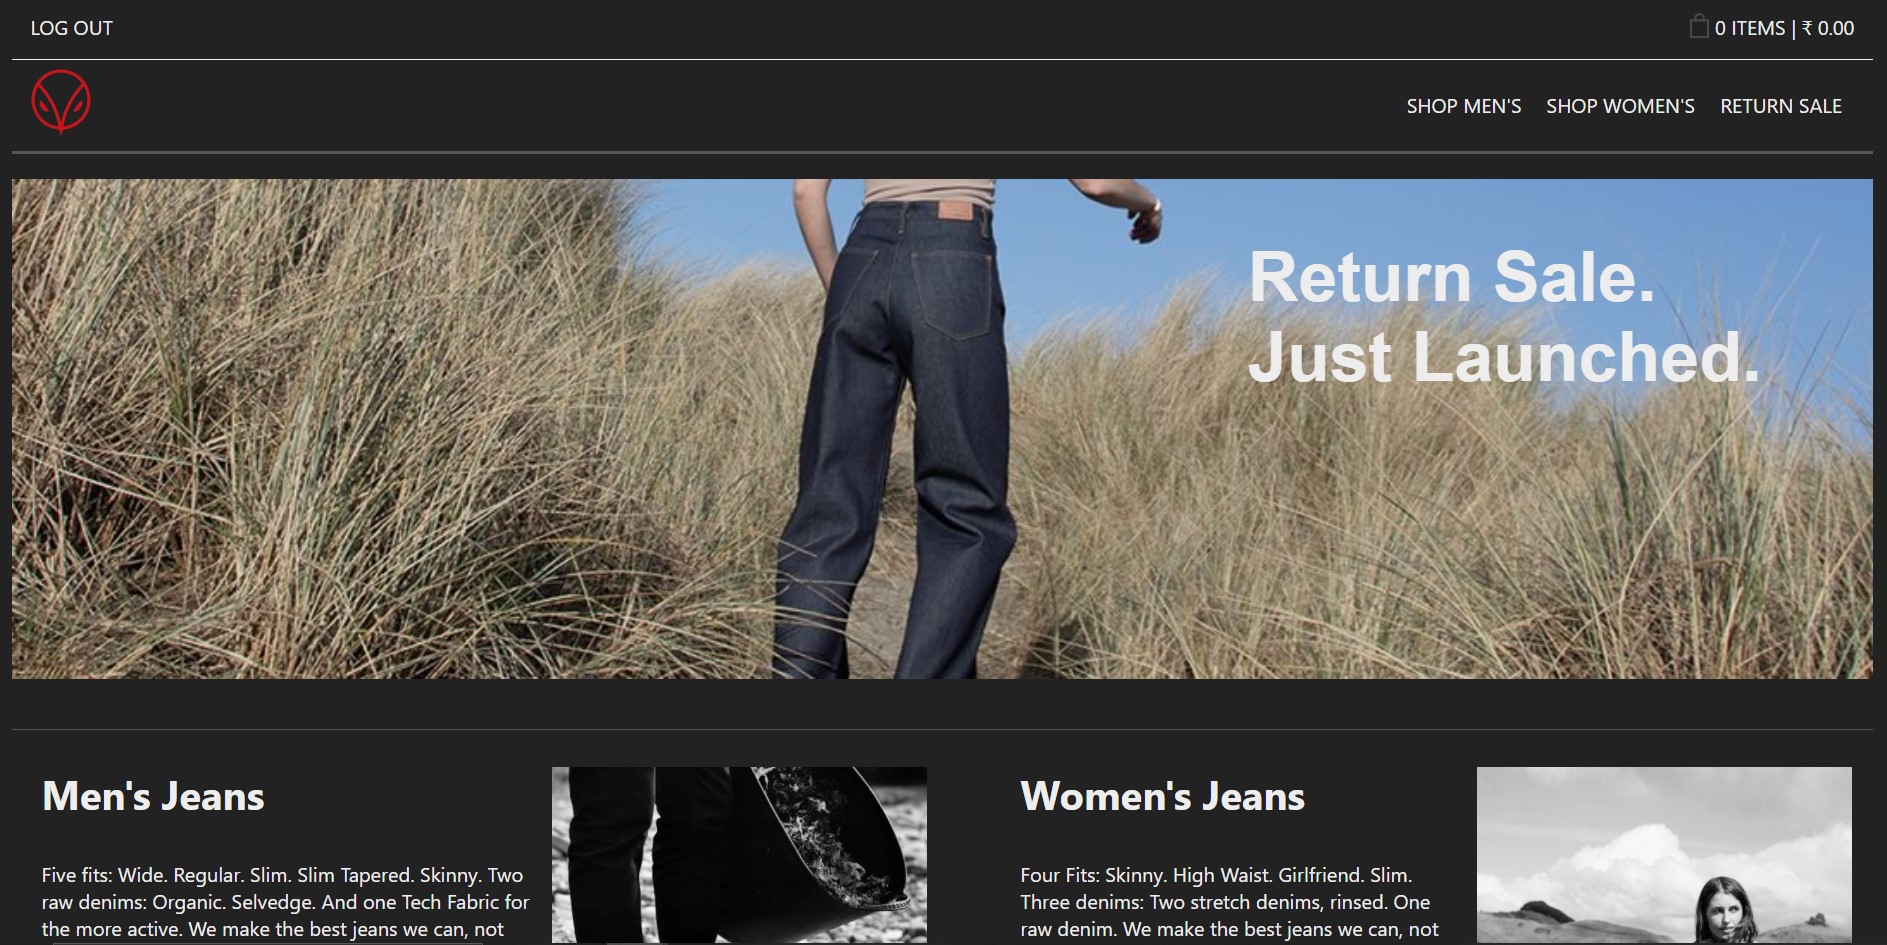 LOG OUT
0 ITEMS | ₹ 0.00
SHOP MEN'S SHOP WOMEN'S RETURN SALE
Return Sale.
Just Launched.
Men's Jeans
Five fits: Wide. Regular. Slim. Slim Tapered. Skinny. Two
raw denims: Organic. Selvedge. And one Tech Fabric for
the more active. We make the best jeans we can, not
Women's Jeans
Four Fits: Skinny. High Waist. Girlfriend. Slim.
Three denims: Two stretch denims, rinsed. One
raw denim. We make the best jeans we can, not